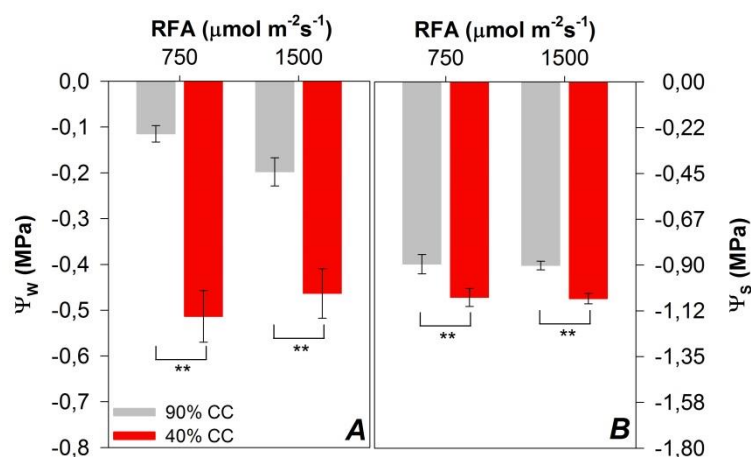 RFA (µmol m⁻²s⁻¹) RFA (µmol m⁻²s⁻¹)
750 1500 750 1500
0,0 0,00
-0,1 -0,22
-0,2 -0,45
-0,3 -0,67
-0,4 -0,90
-0,5 -1,12
-0,6 -1,35
-0,7 -1,58
-0,8 -1,80
Ψw (MPa)
Ψs (MPa)
** ** ** **
90% CC
40% CC
A B